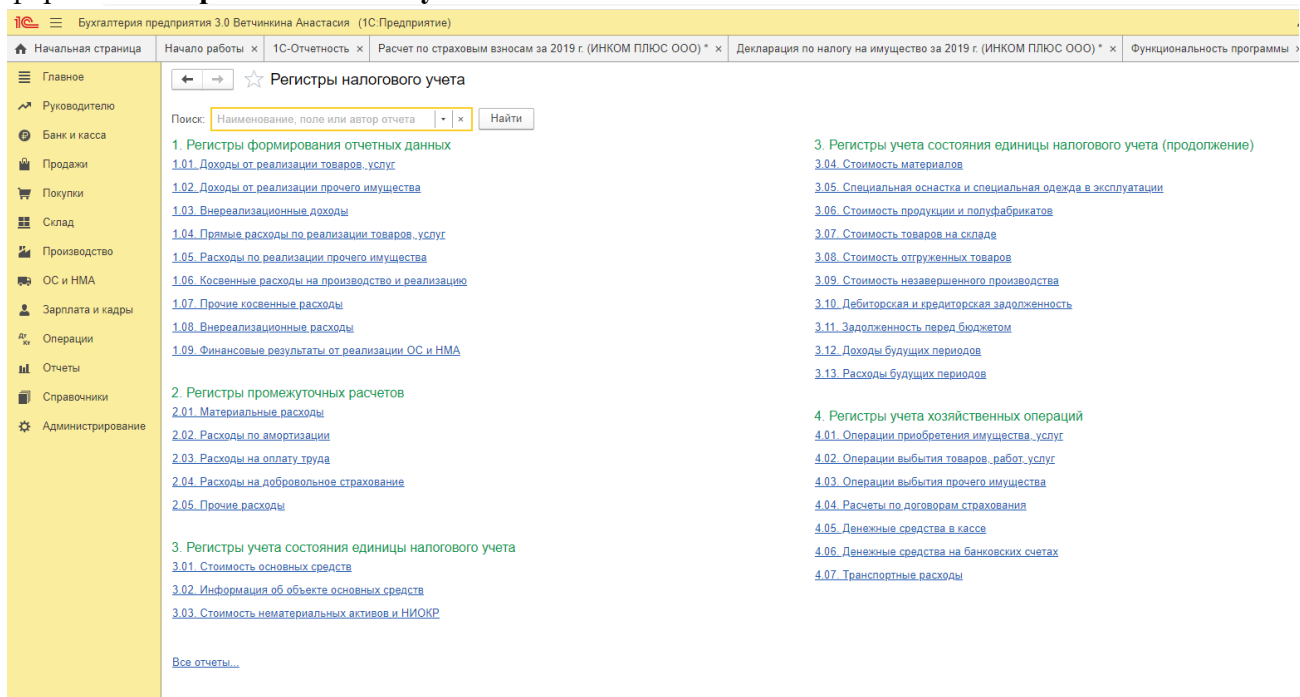 Бухгалтерия предприятия 3.0 Ветчинкина Анастасия (1С:Предприятие)
Начальная страница
Начало работы ×
1С-Отчетность ×
Расчет по страховым взносам за 2019 г. (ИНКОМ ПЛЮС ООО) * ×
Декларация по налогу на имущество за 2019 г. (ИНКОМ ПЛЮС ООО) * ×
Функциональность программы
Главное
Руководителю
Банк и касса
Продажи
Покупки
Склад
Производство
ОС и НМА
Зарплата и кадры
Операции
Отчеты
Справочники
Администрирование
Регистры налогового учета
Поиск: Наименование, поле или автор отчета × Найти
1. Регистры формирования отчетных данных
1.01. Доходы от реализации товаров, услуг
1.02. Доходы от реализации прочего имущества
1.03. Внереализационные доходы
1.04. Прямые расходы по реализации товаров, услуг
1.05. Расходы по реализации прочего имущества
1.06. Косвенные расходы на производство и реализацию
1.07. Прочие косвенные расходы
1.08. Внереализационные расходы
1.09. Финансовые результаты от реализации ОС и НМА
2. Регистры промежуточных расчетов
2.01. Материальные расходы
2.02. Расходы по амортизации
2.03. Расходы на оплату труда
2.04. Расходы на добровольное страхование
2.05. Прочие расходы
3. Регистры учета состояния единицы налогового учета
3.01. Стоимость основных средств
3.02. Информация об объекте основных средств
3.03. Стоимость нематериальных активов и НИОКР
Все отчеты...
3. Регистры учета состояния единицы налогового учета (продолжение)
3.04. Стоимость материалов
3.05. Специальная оснастка и специальная одежда в эксплуатации
3.06. Стоимость продукции и полуфабрикатов
3.07. Стоимость товаров на складе
3.08. Стоимость отгруженных товаров
3.09. Стоимость незавершенного производства
3.10. Дебиторская и кредиторская задолженность
3.11. Задолженность перед бюджетом
3.12. Доходы будущих периодов
3.13. Расходы будущих периодов
4. Регистры учета хозяйственных операций
4.01. Операции приобретения имущества, услуг
4.02. Операции выбытия товаров, работ, услуг
4.03. Операции выбытия прочего имущества
4.04. Расчеты по договорам страхования
4.05. Денежные средства в кассе
4.06. Денежные средства на банковских счетах
4.07. Транспортные расходы